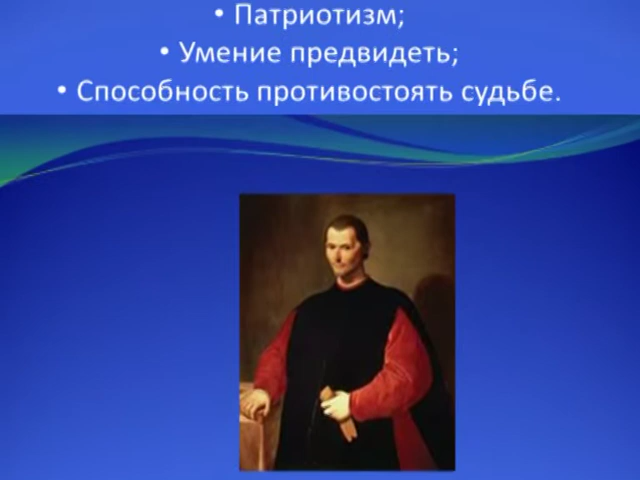 • Патриотизм;
• Умение предвидеть;
• Способность противостоять судьбе.